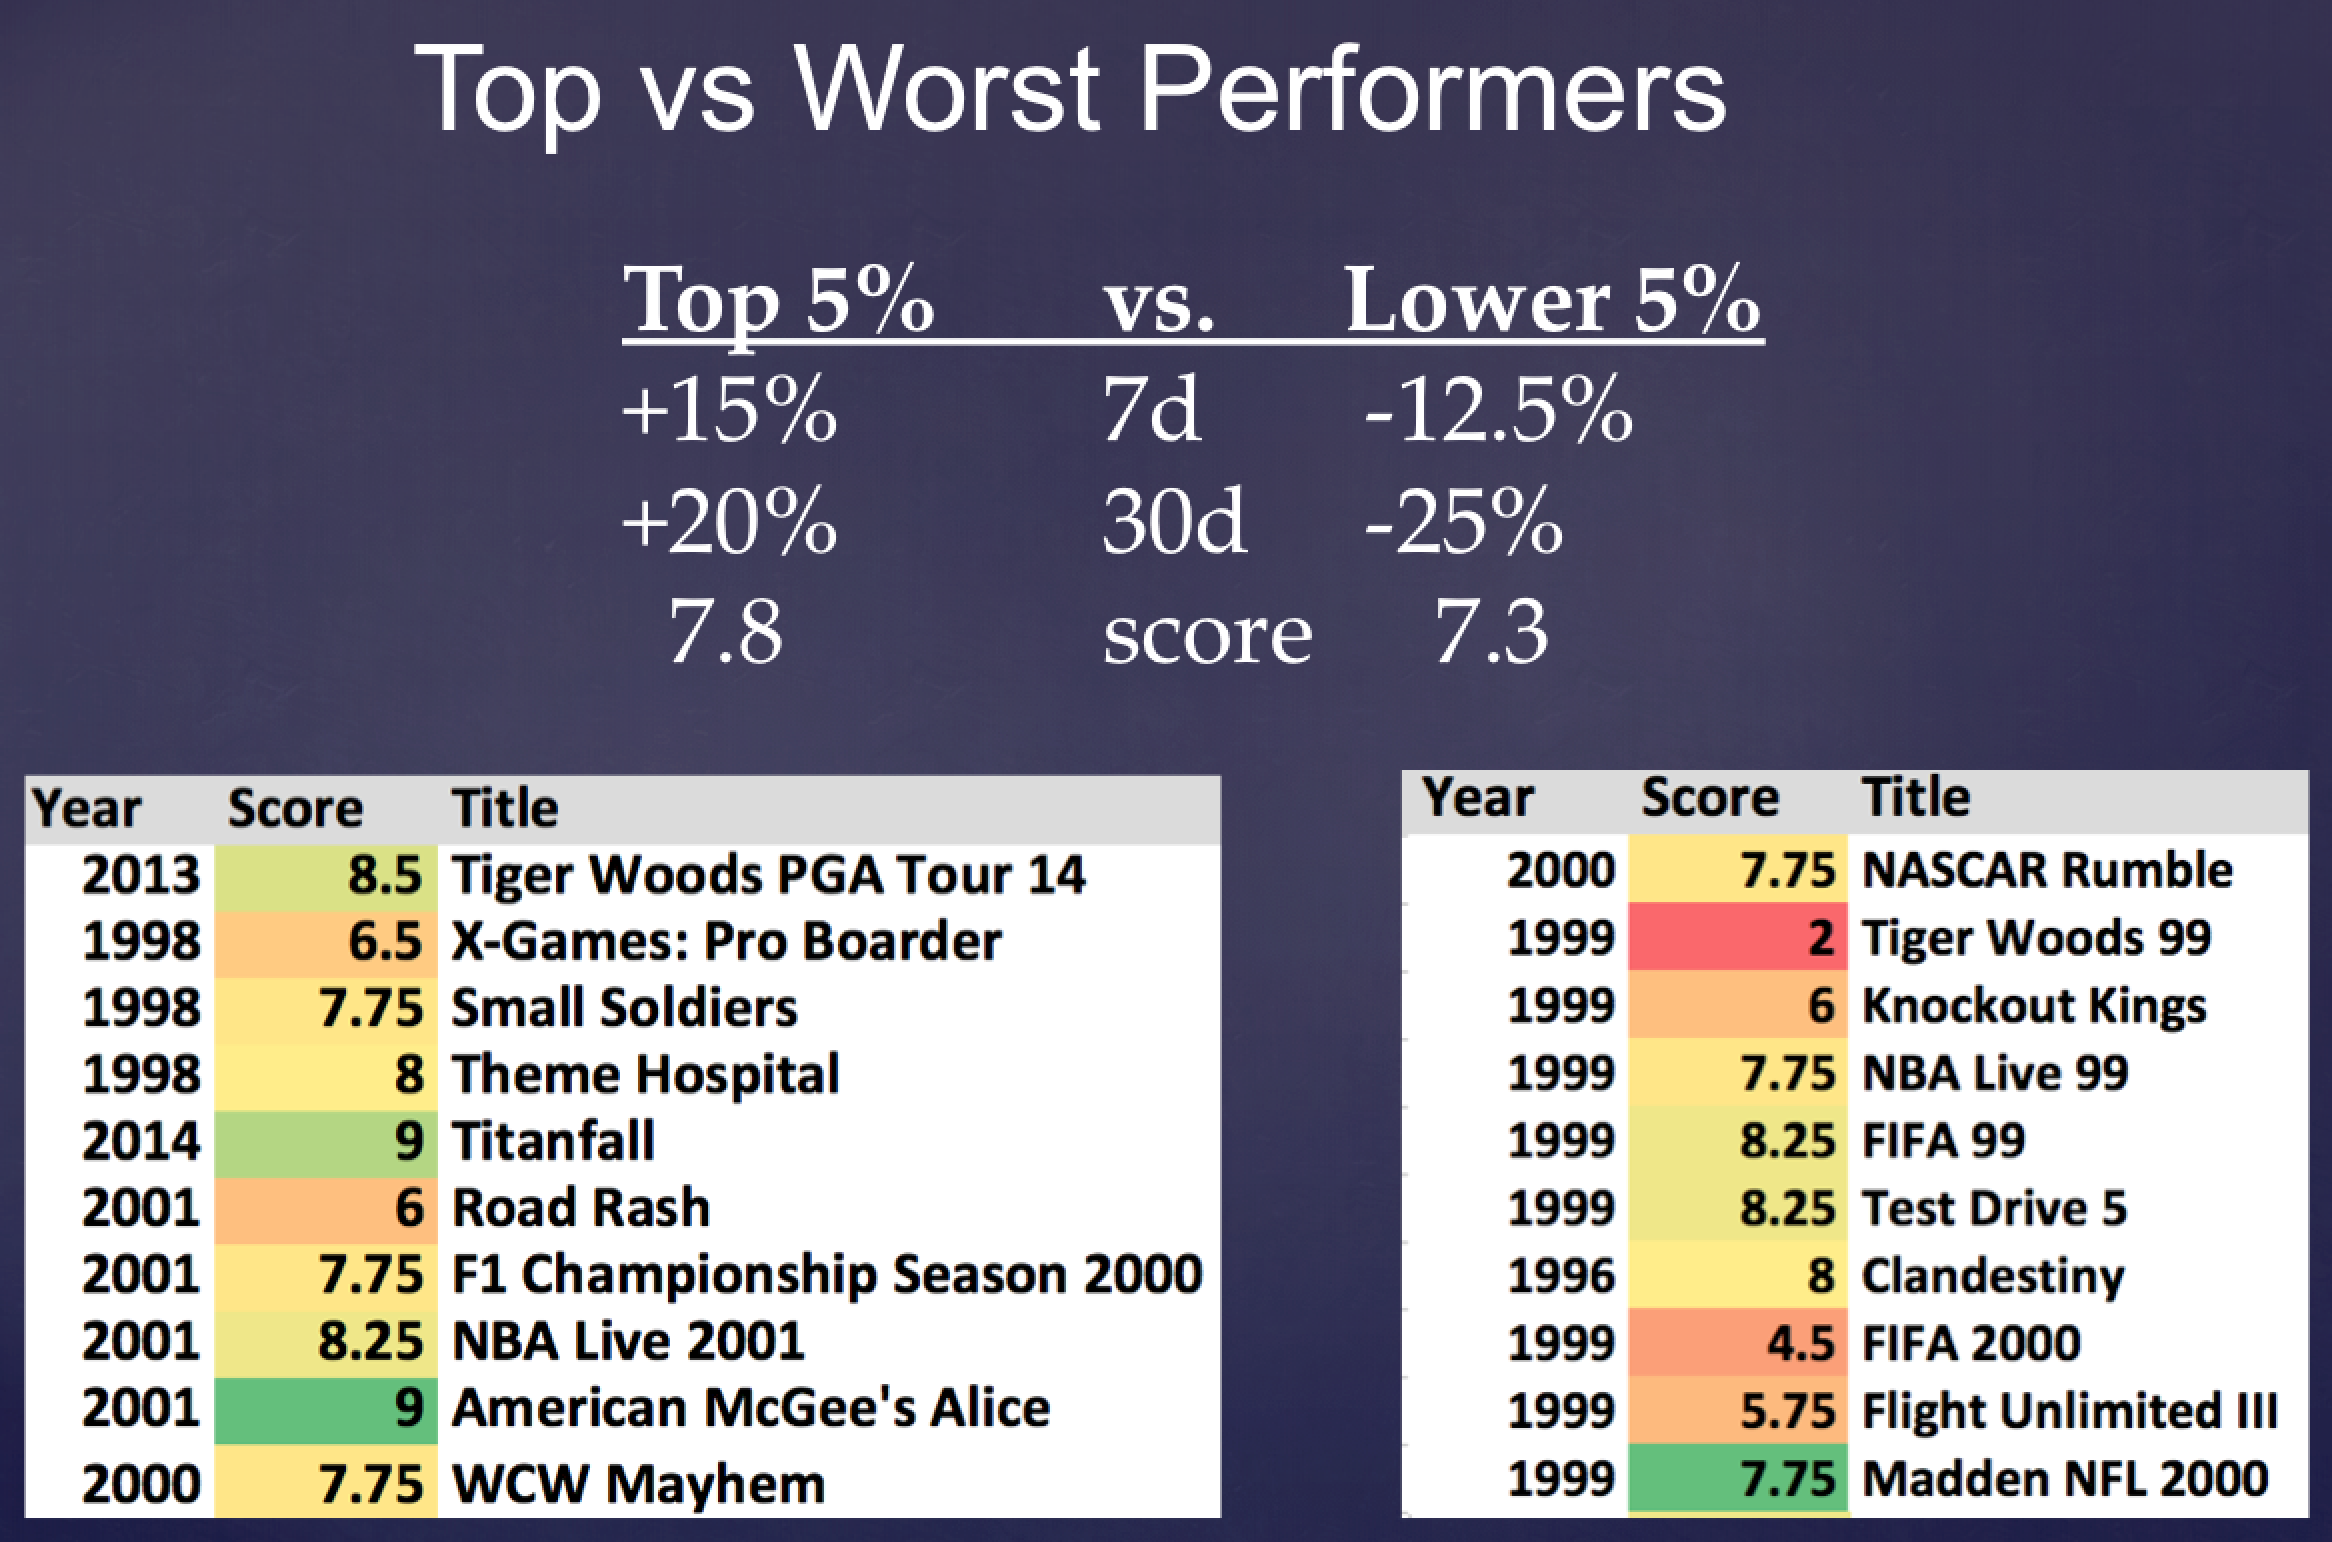 Top vs Worst Performers
Top 5% vs. Lower 5%
+15% 7d -12.5%
+20% 30d -25%
7.8 score 7.3
Year Score Title
2013 8.5 Tiger Woods PGA Tour 14
1998 6.5 X-Games: Pro Boarder
1998 7.75 Small Soldiers
1998 8 Theme Hospital
2014 9 Titanfall
2001 6 Road Rash
2001 7.75 F1 Championship Season 2000
2001 8.25 NBA Live 2001
2001 9 American McGee's Alice
2000 7.75 WCW Mayhem
Year Score Title
2000 7.75 NASCAR Rumble
1999 2 Tiger Woods 99
1999 6 Knockout Kings
1999 7.75 NBA Live 99
1999 8.25 FIFA 99
1999 8.25 Test Drive 5
1996 8 Clandestiny
1999 4.5 FIFA 2000
1999 5.75 Flight Unlimited III
1999 7.75 Madden NFL 2000